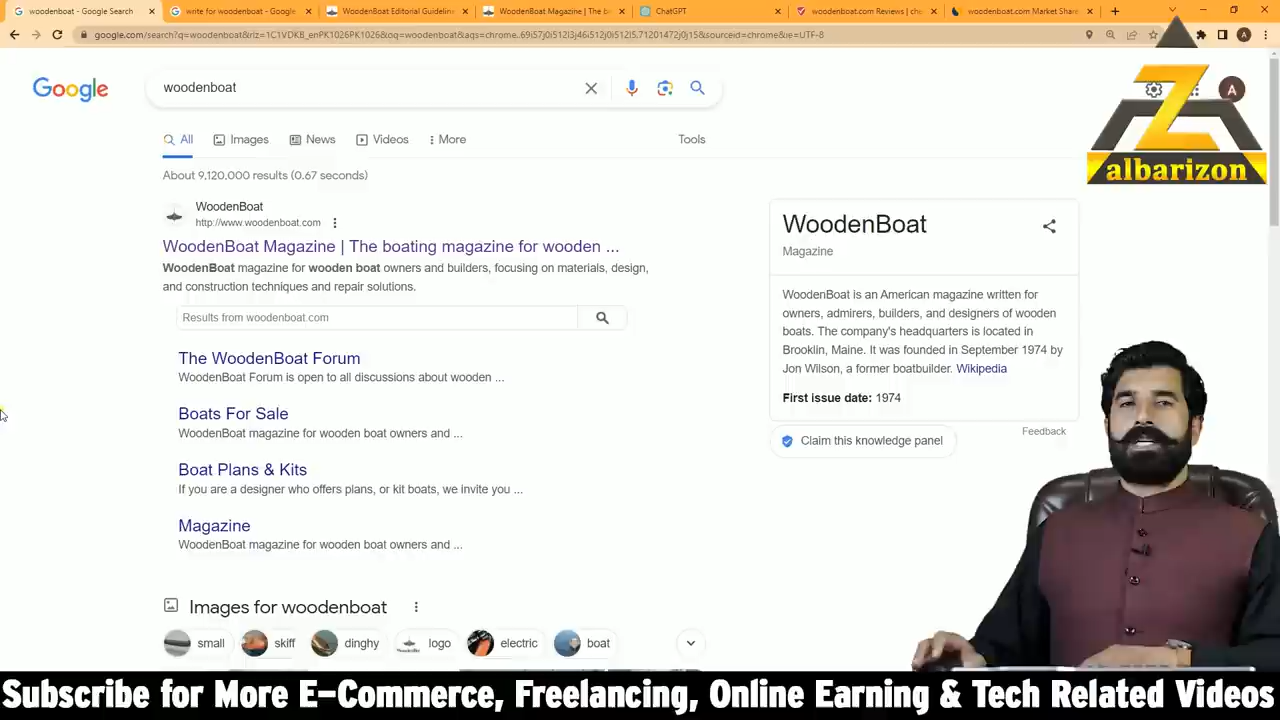 woodenboat - Google Search
write for woodenboat - Google
WoodenBoat Editorial Guideline
WoodenBoat Magazine | The b
ChatGPT
woodenboat.com Reviews | che
woodenboat.com Market Share
Google
woodenboat
A
All
Images
News
Videos
More
Tools
albarizon
About 9,120,000 results (0.67 seconds)
WoodenBoat
http://www.woodenboat.com
WoodenBoat Magazine | The boating magazine for wooden ...
WoodenBoat magazine for wooden boat owners and builders, focusing on materials, design,
and construction techniques and repair solutions.
Results from woodenboat.com
The WoodenBoat Forum
WoodenBoat Forum is open to all discussions about wooden ...
Boats For Sale
WoodenBoat magazine for wooden boat owners and ...
Boat Plans & Kits
If you are a designer who offers plans, or kit boats, we invite you ...
Magazine
WoodenBoat magazine for wooden boat owners and ...
Images for woodenboat
small
skiff
dinghy
logo
electric
boat
WoodenBoat
Magazine
WoodenBoat is an American magazine written for
owners, admirers, builders, and designers of wooden
boats. The company's headquarters is located in
Brooklin, Maine. It was founded in September 1974 by
Jon Wilson, a former boatbuilder. Wikipedia
First issue date: 1974
Feedback
Claim this knowledge panel
Subscribe for More E-Commerce, Freelancing, Online Earning & Tech Related Videos